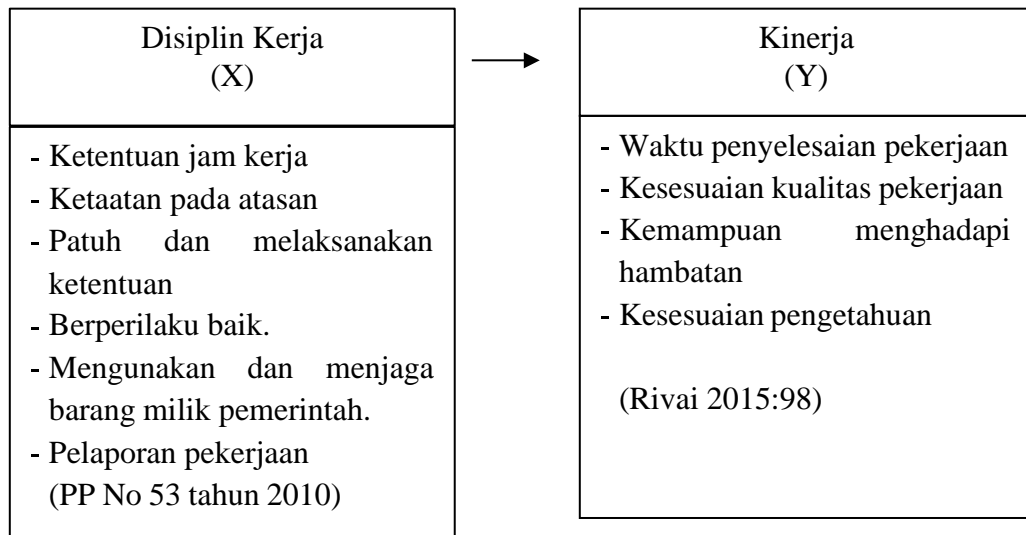 Disiplin Kerja
(X)
- Ketentuan jam kerja
- Ketaatan pada atasan
- Patuh dan melaksanakan
ketentuan
- Berperilaku baik.
- Mengunakan dan menjaga
barang milik pemerintah.
- Pelaporan pekerjaan
(PP No 53 tahun 2010)
Kinerja
(Y)
- Waktu penyelesaian pekerjaan
- Kesesuaian kualitas pekerjaan
- Kemampuan menghadapi
hambatan
- Kesesuaian pengetahuan
(Rivai 2015:98)